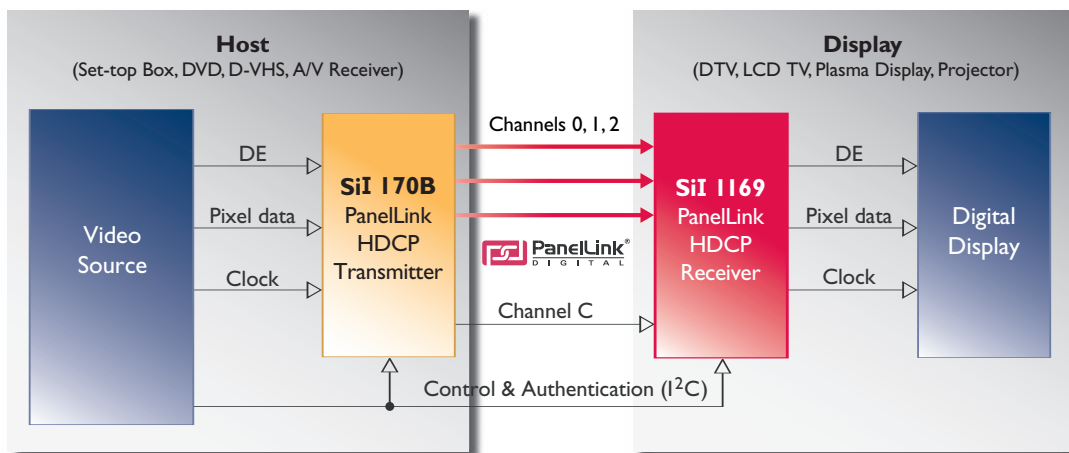 Host
(Set-top Box, DVD, D-VHS, A/V Receiver)
Display
(DTV, LCD TV, Plasma Display, Projector)
Video
Source
DE
Pixel data
Clock
SiI 170B
PanelLink
HDCP
Transmitter
Channels 0, 1, 2
PanelLink®
DIGITAL
Channel C
Control & Authentication (I²C)
SiI 1169
PanelLink
HDCP
Receiver
DE
Pixel data
Clock
Digital
Display